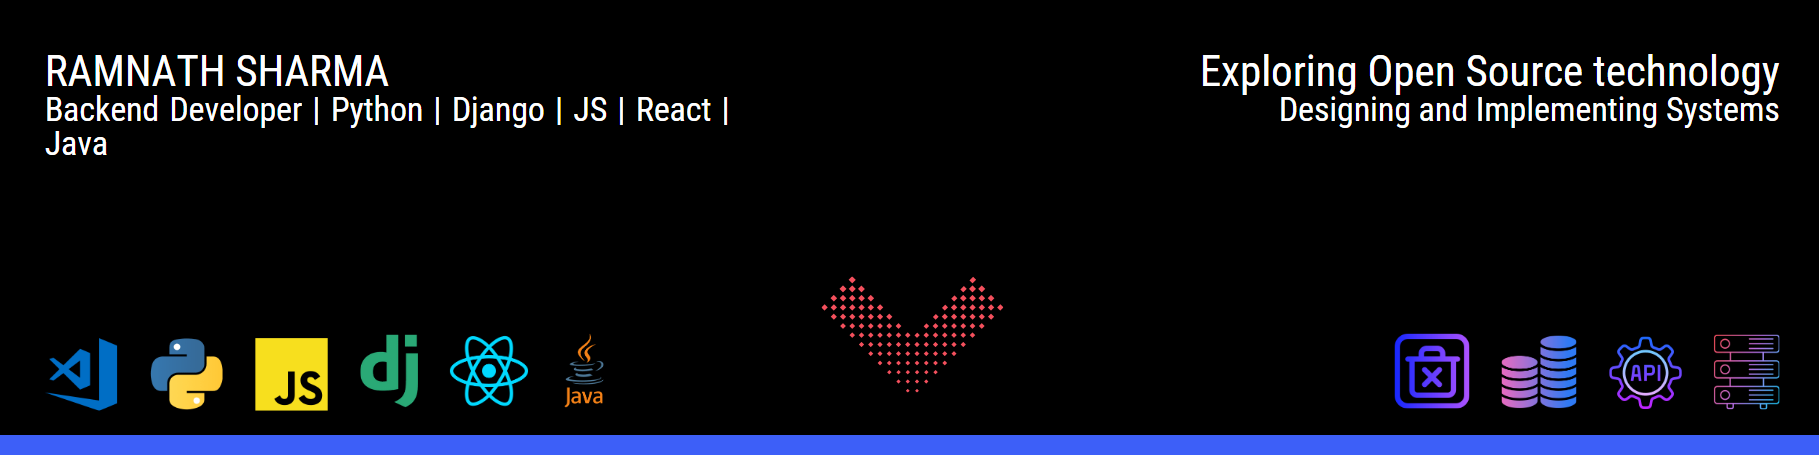 RAMNATH SHARMA
Backend Developer | Python | Django | JS | React |
Java
Exploring Open Source technology
Designing and Implementing Systems
JS
dj
Java
API